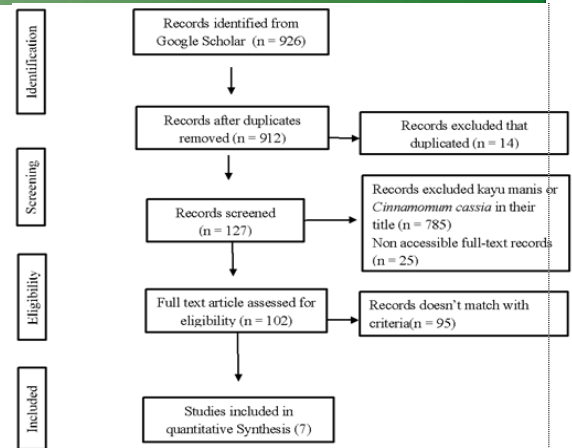 Identification
Records identified from
Google Scholar (n = 926)
Records after duplicates
removed (n = 912)
Records excluded that
duplicated (n = 14)
Screening
Records screened
(n = 127)
Records excluded kayu manis or
Cinnamomum cassia in their
title (n = 785)
Non accessible full-text records
(n = 25)
Eligibility
Full text article assessed for
eligibility (n = 102)
Records doesn't match with
criteria(n = 95)
Included
Studies included in
quantitative Synthesis (7)